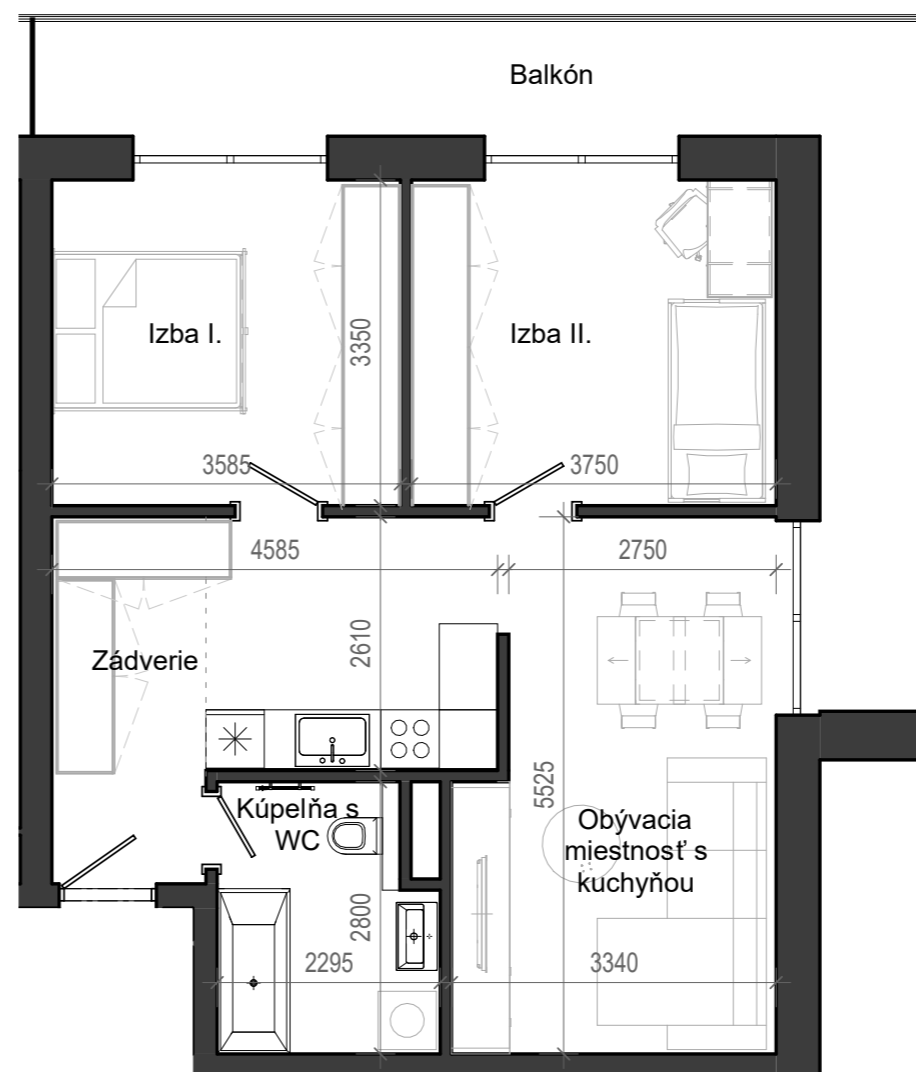 Balkón
Izba I.
3350
Izba II.
3585
3750
4585
2750
2610
Zádverie
5525
Kúpelňa s
WC
Obývacia
miestnosť s
kuchyňou
2800
2295
3340